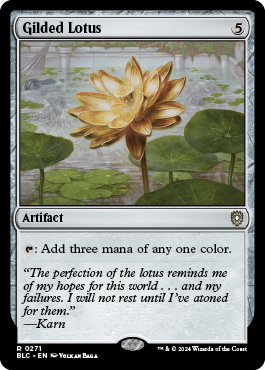 Gilded Lotus 5
Artifact
: Add three mana of any one color.
“The perfection of the lotus reminds me
of my hopes for this world . . . and my
failures. I will not rest until I’ve atoned
for them.”
—Karn
R 0271
BLC • EN Volkan Baǵa ™ & © 2024 Wizards of the Coast